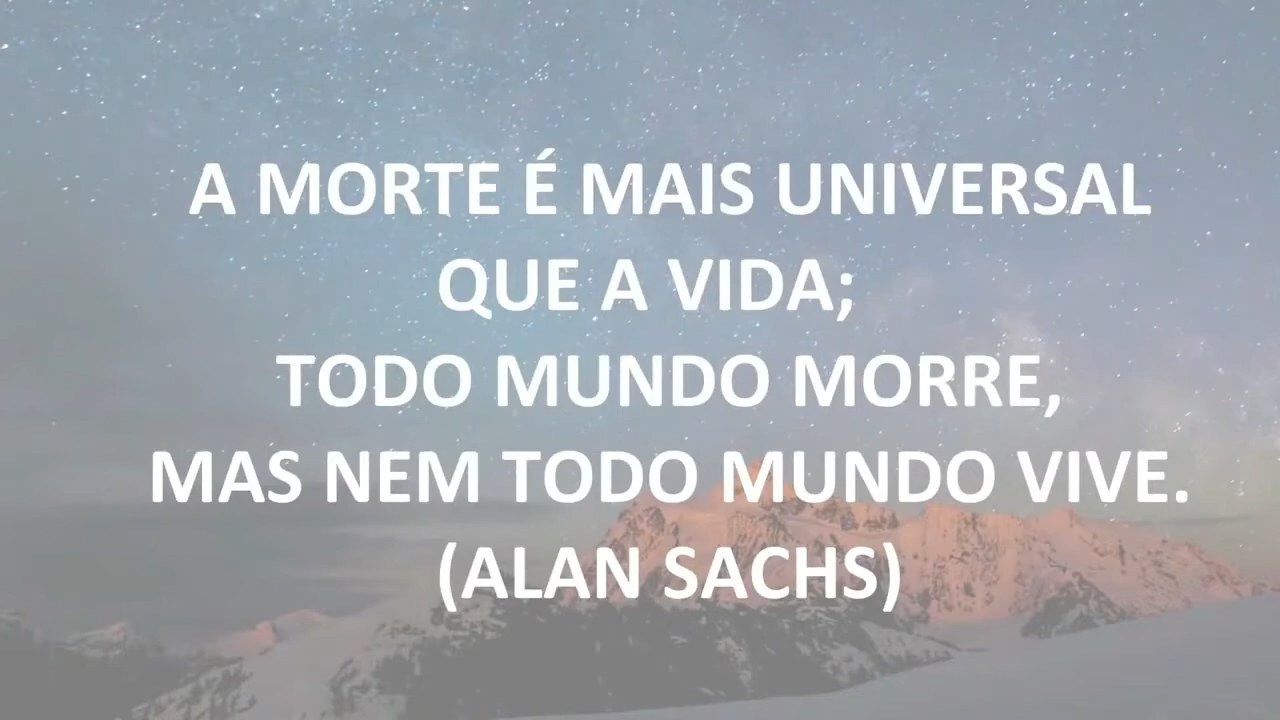 A MORTE É MAIS UNIVERSAL
QUE A VIDA;
TODO MUNDO MORRE,
MAS NEM TODO MUNDO VIVE.
(ALAN SACHS)